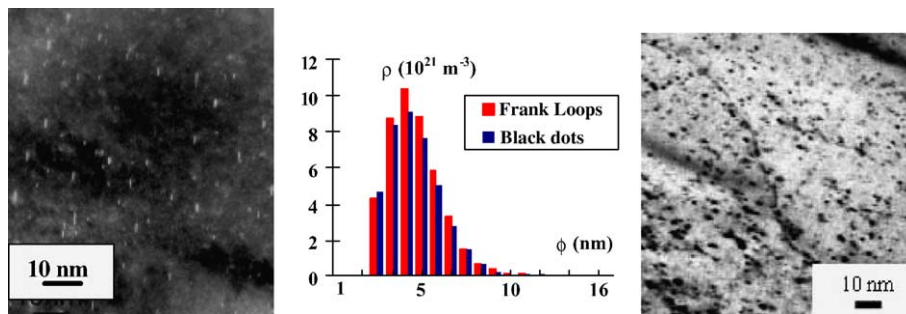 10 nm
ρ (10²¹ m⁻³)
12
10
8
6
4
2
0
Frank Loops
Black dots
ϕ (nm)
1
5
10
16
10 nm